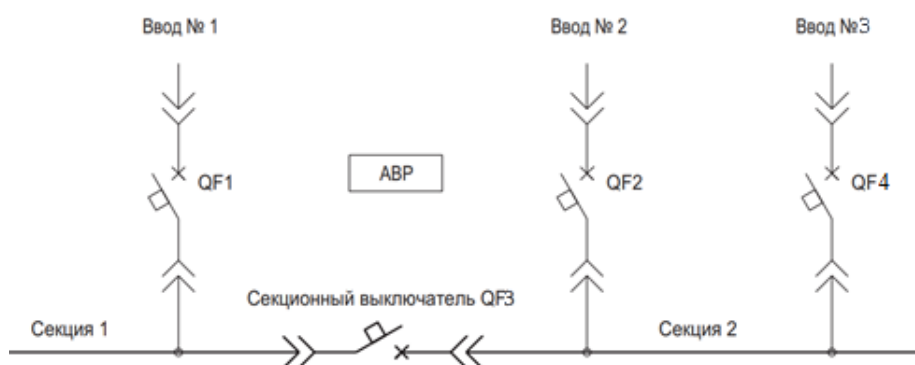 Ввод № 1
Ввод № 2
Ввод №3
АВР
QF1
QF2
QF4
Секционный выключатель QF3
Секция 1
Секция 2